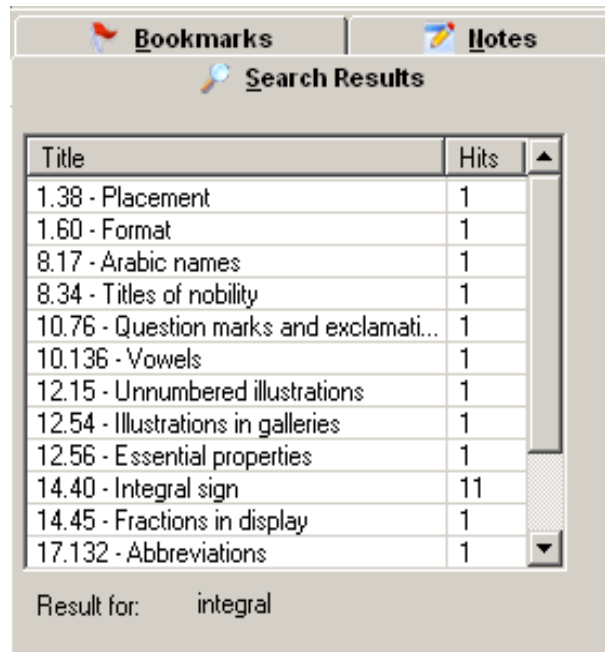 Bookmarks Notes
Search Results
Title Hits
1.38 - Placement 1
1.60 - Format 1
8.17 - Arabic names 1
8.34 - Titles of nobility 1
10.76 - Question marks and exclamati... 1
10.136 - Vowels 1
12.15 - Unnumbered illustrations 1
12.54 - Illustrations in galleries 1
12.56 - Essential properties 1
14.40 - Integral sign 11
14.45 - Fractions in display 1
17.132 - Abbreviations 1
Result for: integral